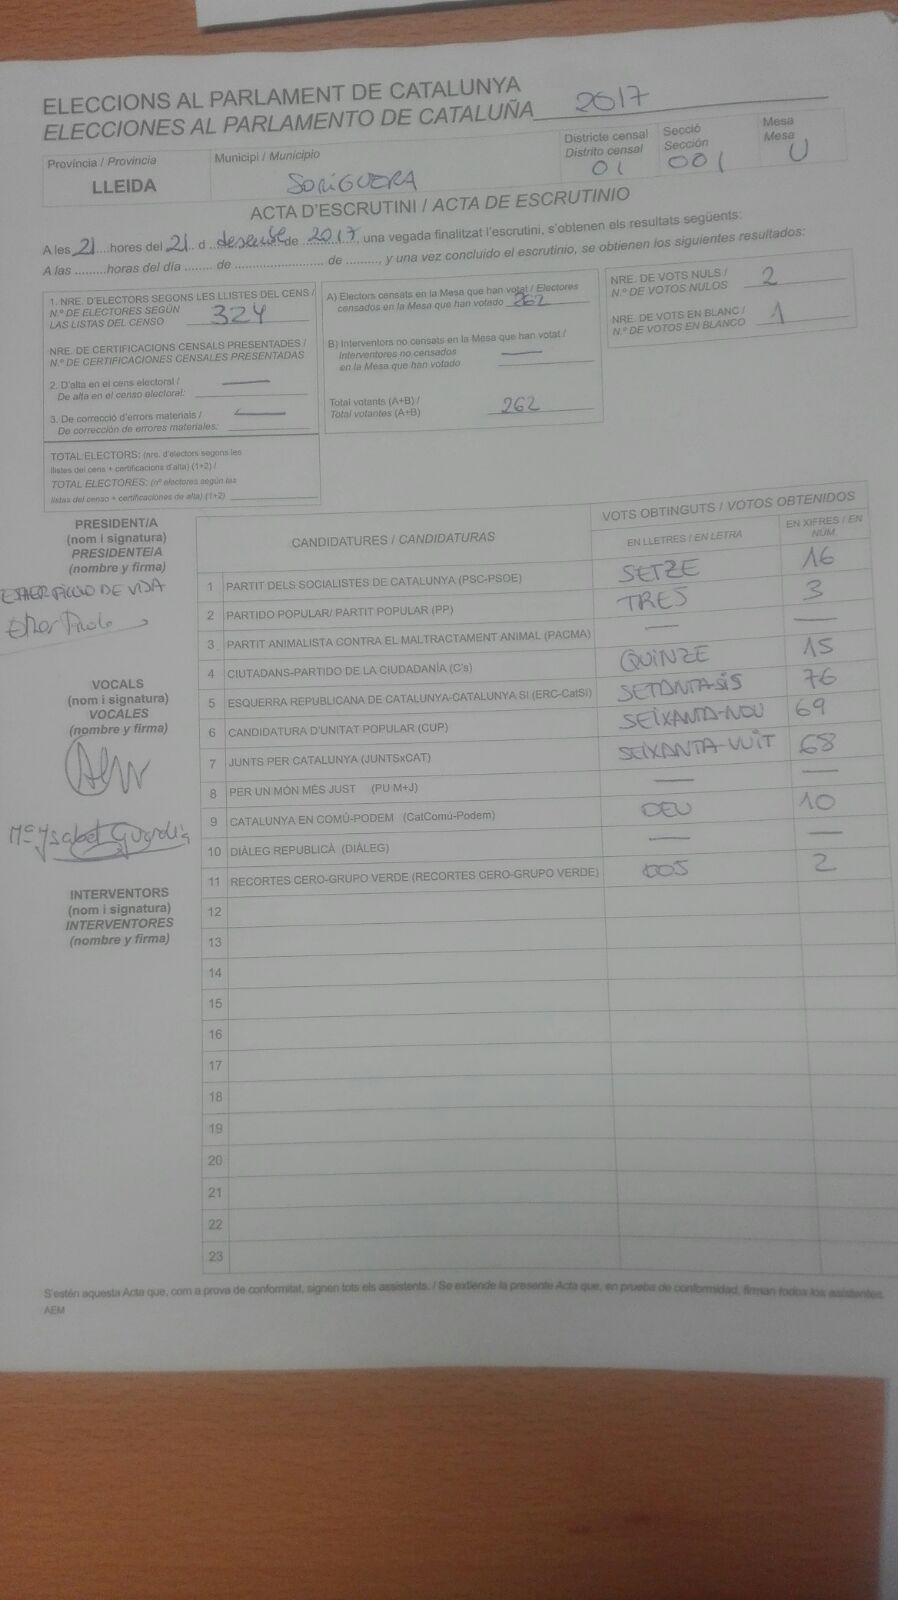 ELECCIONS AL PARLAMENT DE CATALUNYA
ELECCIONES AL PARLAMENTO DE CATALUÑA 2017
Província / Provincia
LLEIDA
Municipi / Municipio
SORIGUERA
Districte censal
Distrito censal
01
Secció
Sección
001
Mesa
Mesa
U
ACTA D'ESCRUTINI / ACTA DE ESCRUTINIO
A les 21 hores del 21 d desembre de 2017, una vegada finalitzat l'escrutini, s'obtenen els resultats següents:
A las .........horas del día ........ de ........................ de ........., y una vez concluido el escrutinio, se obtienen los siguientes resultados:
1. NRE. D'ELECTORS SEGONS LES LLISTES DEL CENS /
N.º DE ELECTORES SEGÚN
LAS LISTAS DEL CENSO 324
NRE. DE CERTIFICACIONS CENSALS PRESENTADES /
N.º DE CERTIFICACIONES CENSALES PRESENTADAS
2. D'alta en el cens electoral /
De alta en el censo electoral: —
3. De correcció d'errors materials /
De corrección de errores materiales: —
TOTAL ELECTORS: (nre. d'electors segons les
llistes del cens + certificacions d'alta) (1+2) /
TOTAL ELECTORES: (nº electores según las
listas del censo + certificaciones de alta) (1+2)
A) Electors censats en la Mesa que han votat / Electores
censados en la Mesa que han votado 262
B) Interventors no censats en la Mesa que han votat /
Interventores no censados
en la Mesa que han votado —
Total votants (A+B) /
Total votantes (A+B) 262
NRE. DE VOTS NULS /
N.º DE VOTOS NULOS 2
NRE. DE VOTS EN BLANC /
N.º DE VOTOS EN BLANCO 1
PRESIDENT/A
(nom i signatura)
PRESIDENTE/A
(nombre y firma)
VOCALS
(nom i signatura)
VOCALES
(nombre y firma)
Mª Ysabel Guardia
INTERVENTORS
(nom i signatura)
INTERVENTORES
(nombre y firma)
CANDIDATURES / CANDIDATURAS
VOTS OBTINGUTS / VOTOS OBTENIDOS
EN LLETRES / EN LETRA
EN XIFRES / EN NÚM.
1 PARTIT DELS SOCIALISTES DE CATALUNYA (PSC-PSOE) SETZE 16
2 PARTIDO POPULAR/ PARTIT POPULAR (PP) TRES 3
3 PARTIT ANIMALISTA CONTRA EL MALTRACTAMENT ANIMAL (PACMA) — —
4 CIUTADANS-PARTIDO DE LA CIUDADANÍA (C's) QUINZE 15
5 ESQUERRA REPUBLICANA DE CATALUNYA-CATALUNYA SI (ERC-CatSí) SETANTA-SIS 76
6 CANDIDATURA D'UNITAT POPULAR (CUP) SEIXANTA-NOU 69
7 JUNTS PER CATALUNYA (JUNTSxCAT) SEIXANTA-VUIT 68
8 PER UN MÓN MÉS JUST (PU M+J) — —
9 CATALUNYA EN COMÚ-PODEM (CatComú-Podem) DEU 10
10 DIÀLEG REPUBLICÀ (DIÀLEG) — —
11 RECORTES CERO-GRUPO VERDE (RECORTES CERO-GRUPO VERDE) DOS 2
12
13
14
15
16
17
18
19
20
21
22
23
S'estén aquesta Acta que, com a prova de conformitat, signen tots els assistents. / Se extiende la presente Acta que, en prueba de conformidad, firman todos los asistentes.
AEM